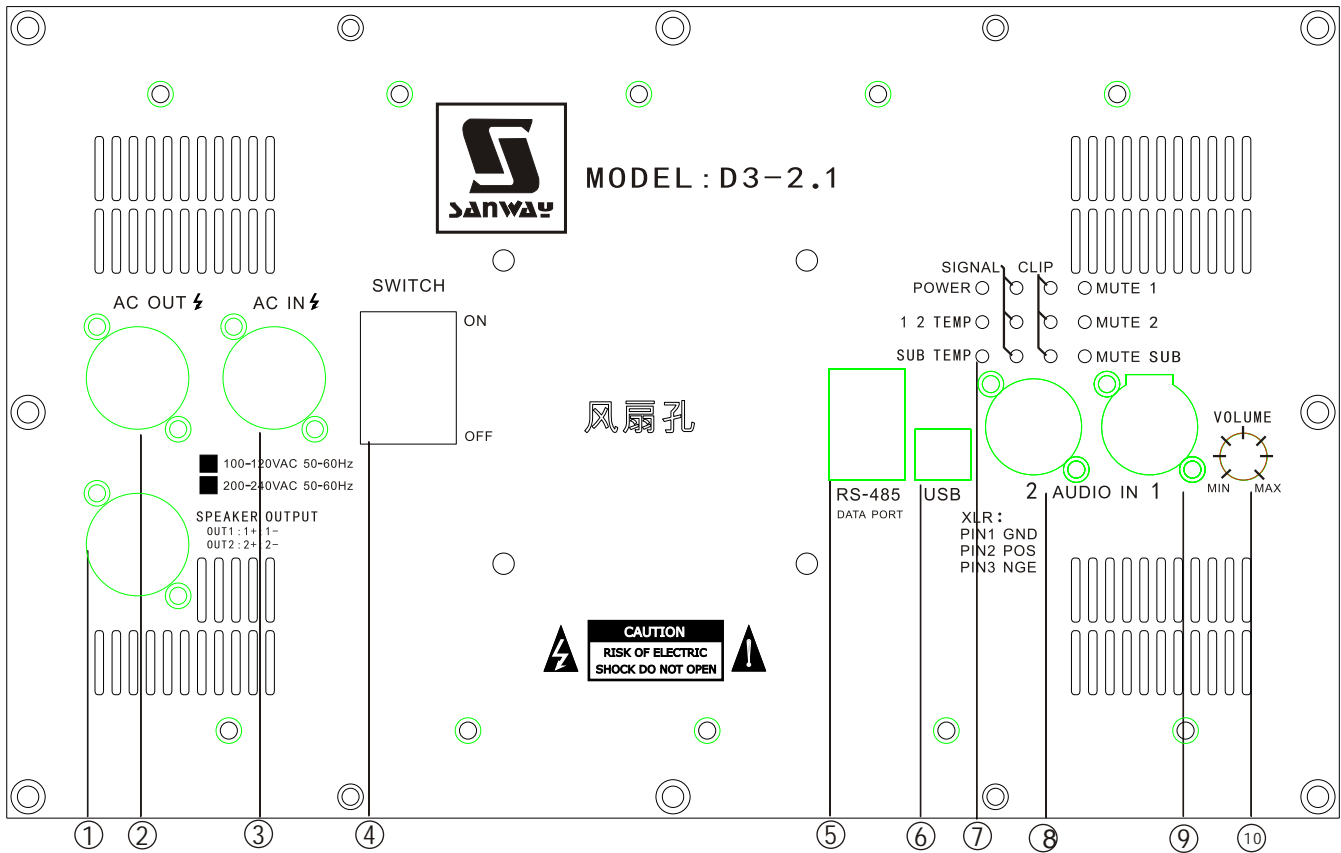 SANWAY
MODEL:D3-2.1
SIGNAL CLIP
POWER MUTE 1
1 2 TEMP MUTE 2
SUB TEMP MUTE SUB
AC OUT AC IN
SWITCH
ON
OFF
风扇孔
100-120VAC 50-60Hz
200-240VAC 50-60Hz
SPEAKER OUTPUT
OUT1:1+:1-
OUT2:2+:2-
RS-485
DATA PORT
USB
2 AUDIO IN 1
XLR:
PIN1 GND
PIN2 POS
PIN3 NGE
VOLUME
MIN MAX
CAUTION
RISK OF ELECTRIC
SHOCK DO NOT OPEN
① ② ③ ④ ⑤ ⑥ ⑦ ⑧ ⑨ ⑩